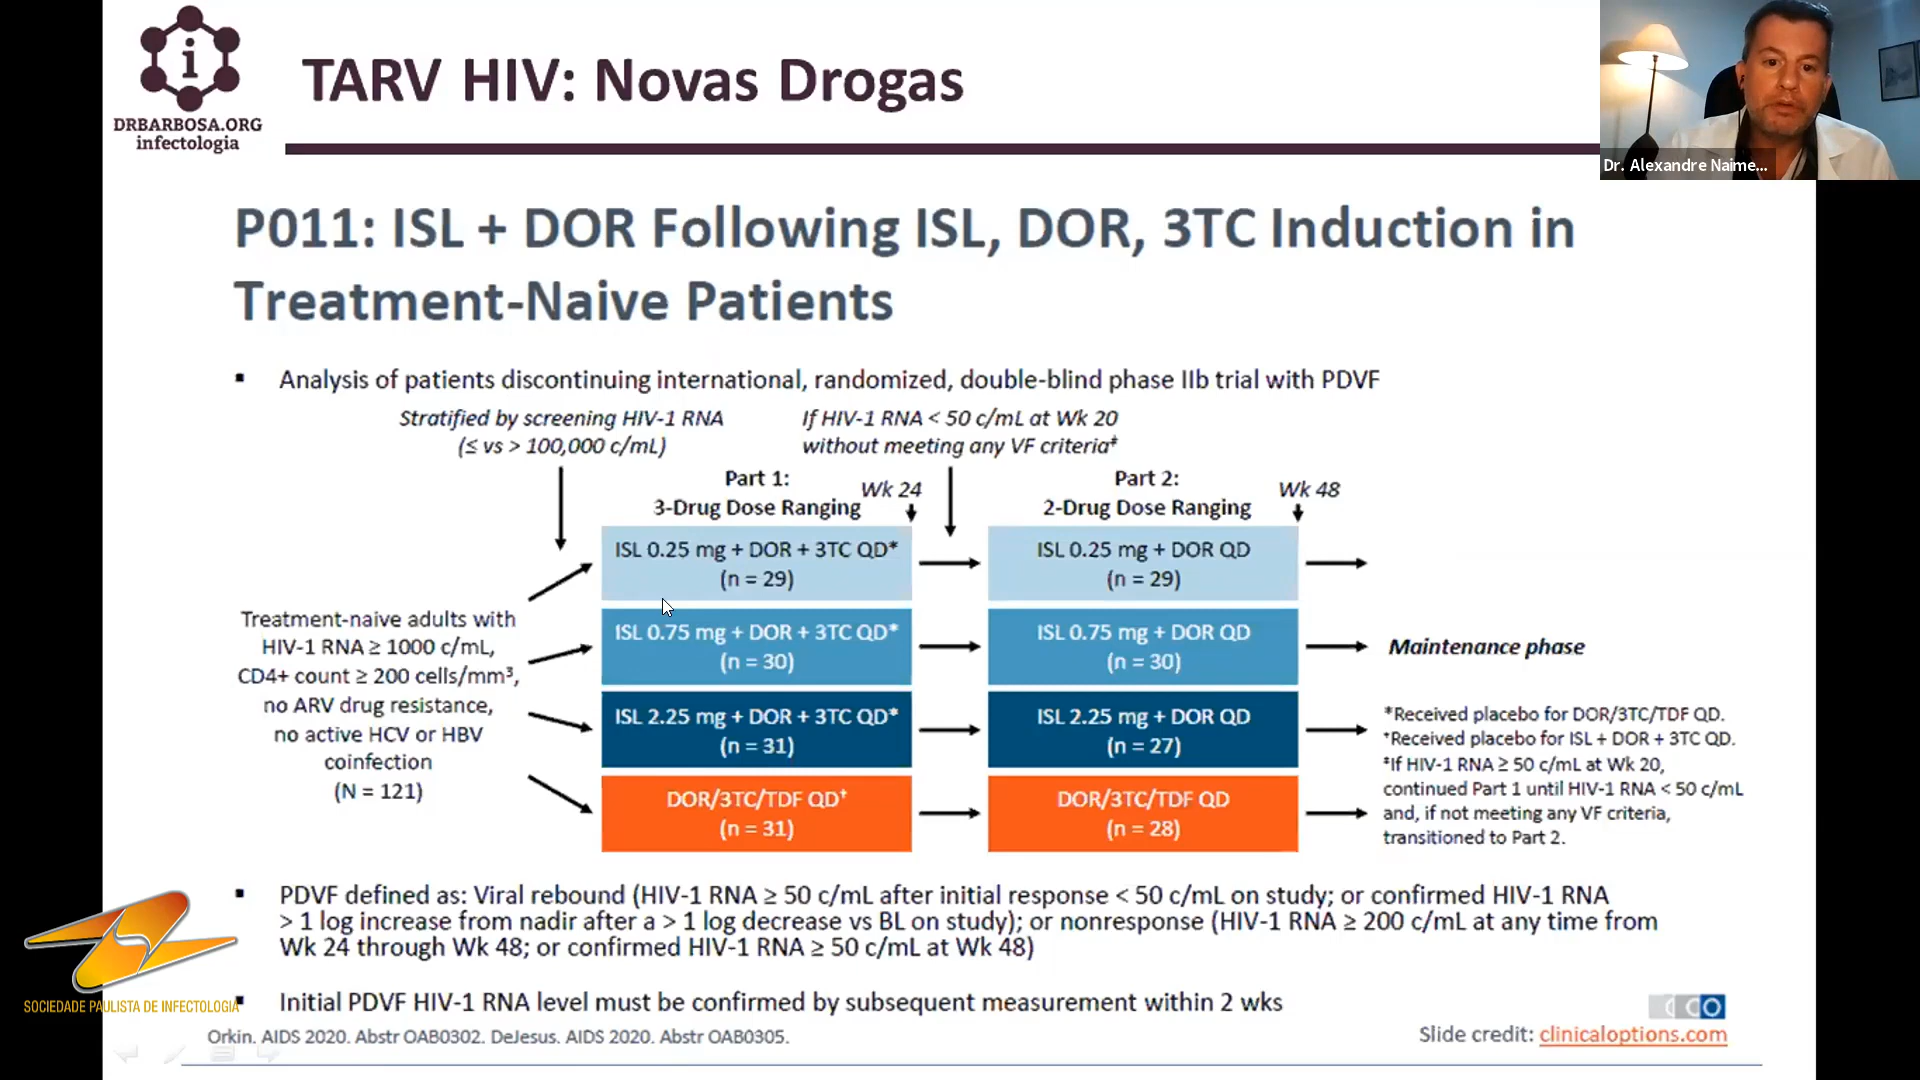 DRBARBOSA.ORG
infectologia
TARV HIV: Novas Drogas
Dr. Alexandre Naime...
P011: ISL + DOR Following ISL, DOR, 3TC Induction in
Treatment-Naive Patients
▪ Analysis of patients discontinuing international, randomized, double-blind phase IIb trial with PDVF
Stratified by screening HIV-1 RNA
(≤ vs > 100,000 c/mL)
If HIV-1 RNA < 50 c/mL at Wk 20
without meeting any VF criteria‡
Part 1:
3-Drug Dose Ranging
Wk 24
Part 2:
2-Drug Dose Ranging
Wk 48
Treatment-naive adults with
HIV-1 RNA ≥ 1000 c/mL,
CD4+ count ≥ 200 cells/mm³,
no ARV drug resistance,
no active HCV or HBV
coinfection
(N = 121)
ISL 0.25 mg + DOR + 3TC QD*
(n = 29)
ISL 0.75 mg + DOR + 3TC QD*
(n = 30)
ISL 2.25 mg + DOR + 3TC QD*
(n = 31)
DOR/3TC/TDF QD†
(n = 31)
ISL 0.25 mg + DOR QD
(n = 29)
ISL 0.75 mg + DOR QD
(n = 30)
ISL 2.25 mg + DOR QD
(n = 27)
DOR/3TC/TDF QD
(n = 28)
Maintenance phase
*Received placebo for DOR/3TC/TDF QD.
†Received placebo for ISL + DOR + 3TC QD.
‡If HIV-1 RNA ≥ 50 c/mL at Wk 20,
continued Part 1 until HIV-1 RNA < 50 c/mL
and, if not meeting any VF criteria,
transitioned to Part 2.
▪ PDVF defined as: Viral rebound (HIV-1 RNA ≥ 50 c/mL after initial response < 50 c/mL on study; or confirmed HIV-1 RNA
> 1 log increase from nadir after a > 1 log decrease vs BL on study); or nonresponse (HIV-1 RNA ≥ 200 c/mL at any time from
Wk 24 through Wk 48; or confirmed HIV-1 RNA ≥ 50 c/mL at Wk 48)
▪ Initial PDVF HIV-1 RNA level must be confirmed by subsequent measurement within 2 wks
SOCIEDADE PAULISTA DE INFECTOLOGIA
Orkin. AIDS 2020. Abstr OAB0302. DeJesus. AIDS 2020. Abstr OAB0305.
CCO
Slide credit: clinicaloptions.com